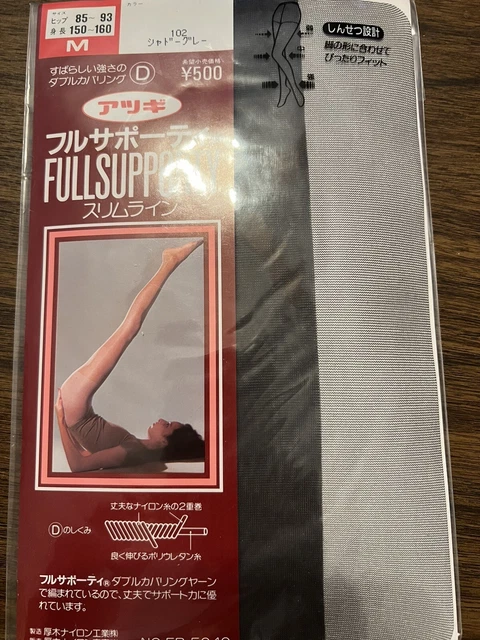 サイズ
ヒップ 85-93
身長 150-160
M
カラー
102
シャドーグレー
すばらしい強さの
ダブルカバリング D
希望小売価格
¥500
アツギ
フルサポーティ
FULLSUPP
スリムライン
しんせつ設計
脚の形に合わせて
ぴったりフィット
弱
中
強
丈夫なナイロン糸の2重巻
Dのしくみ
良く伸びるポリウレタン糸
フルサポーティ® ダブルカバリングヤーン
で編まれているので、丈夫でサポート力に優
れています。
製造 厚木ナイロン工業㈱